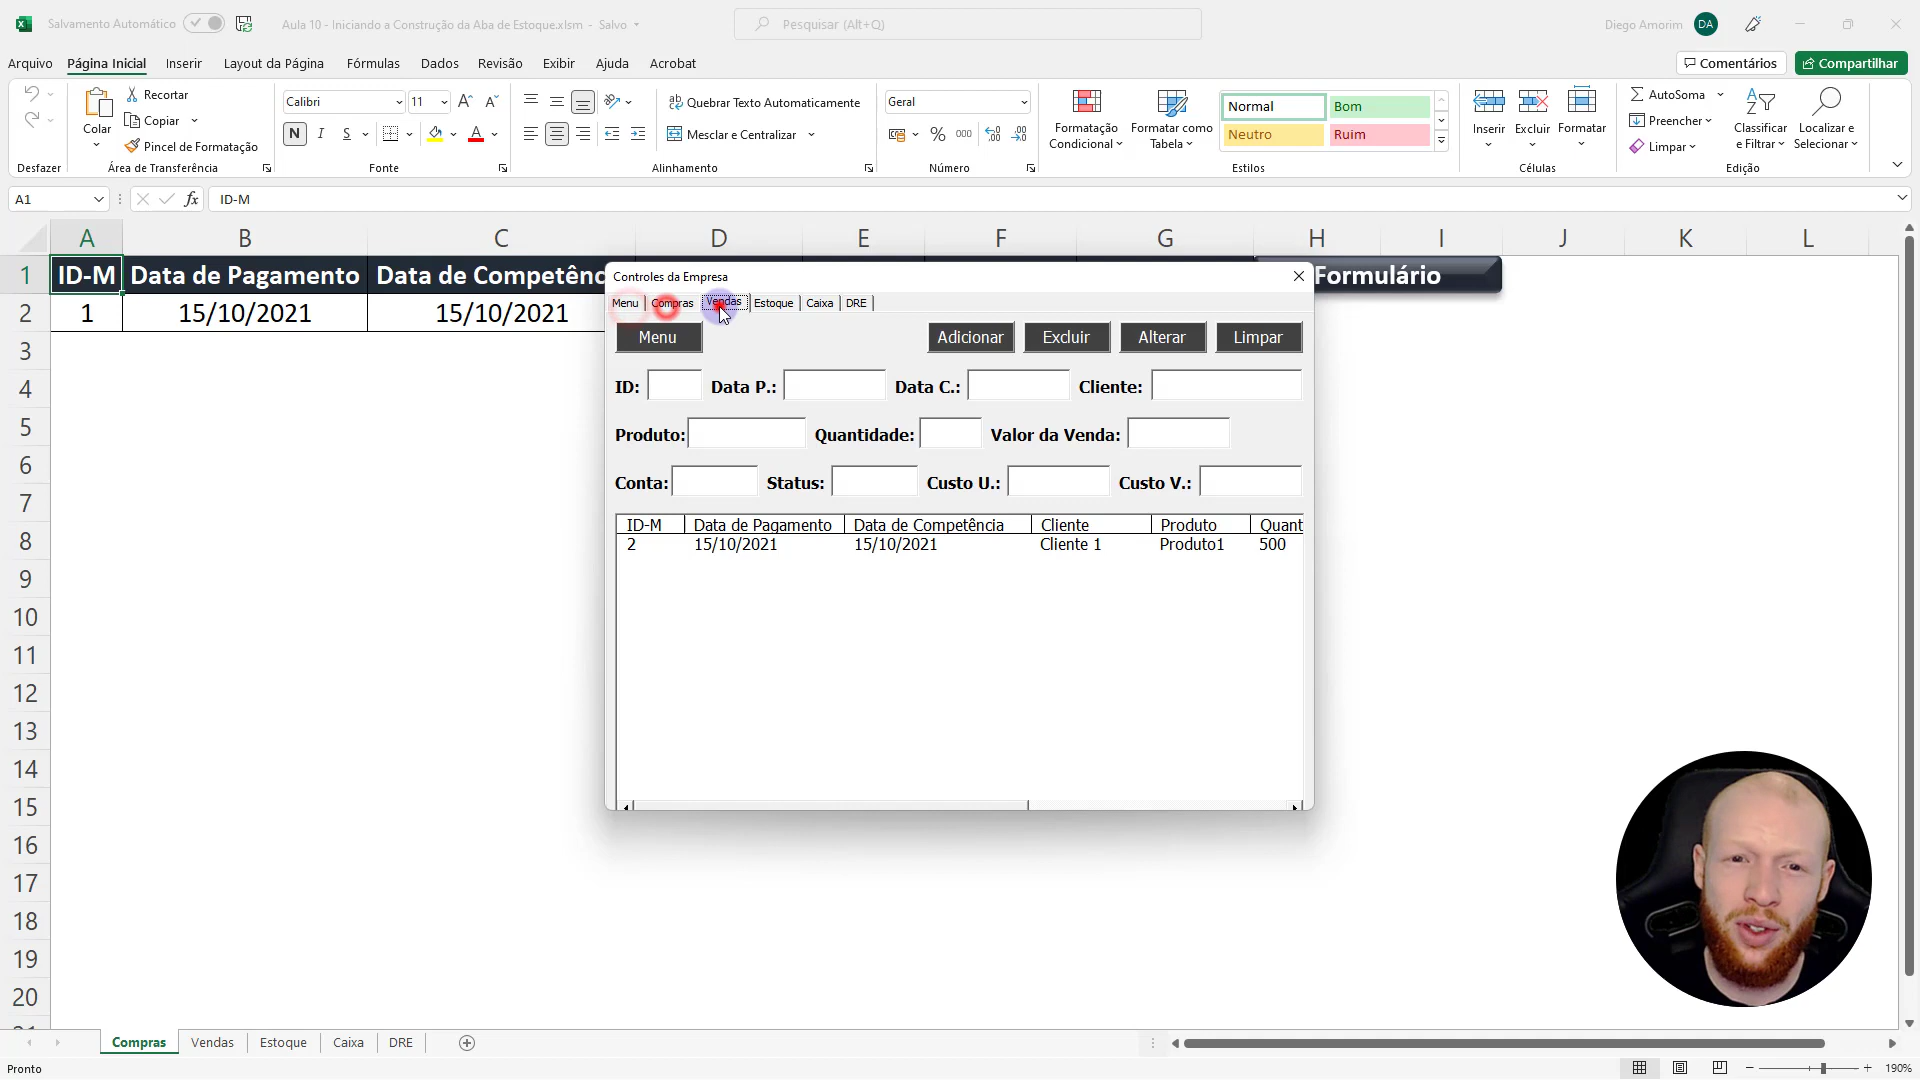 Salvamento Automático
Aula 10 - Iniciando a Construção da Aba de Estoque.xlsm - Salvo
Pesquisar (Alt+Q)
Diego Amorim DA
Arquivo Página Inicial Inserir Layout da Página Fórmulas Dados Revisão Exibir Ajuda Acrobat Comentários Compartilhar
Colar
Recortar
Copiar
Pincel de Formatação
Calibri 11
N I S
ab Quebrar Texto Automaticamente
Mesclar e Centralizar
Geral
% 000
Formatação Condicional
Formatar como Tabela
Normal Bom
Neutro Ruim
Inserir Excluir Formatar
AutoSoma
Preencher
Limpar
Classificar e Filtrar
Localizar e Selecionar
Desfazer Área de Transferência Fonte Alinhamento Número Estilos Células Edição
A1 fx ID-M
A B C D E F G H I J K L
1 ID-M Data de Pagamento Data de Competênc Formulário
2 1 15/10/2021 15/10/2021
3
4
5
6
7
8
9
10
11
12
13
14
15
16
17
18
19
20
Controles da Empresa
Menu Compras Vendas Estoque Caixa DRE
Menu Adicionar Excluir Alterar Limpar
ID: Data P.: Data C.: Cliente:
Produto: Quantidade: Valor da Venda:
Conta: Status: Custo U.: Custo V.:
ID-M Data de Pagamento Data de Competência Cliente Produto Quant
2 15/10/2021 15/10/2021 Cliente 1 Produto1 500
Compras Vendas Estoque Caixa DRE
Pronto 190%